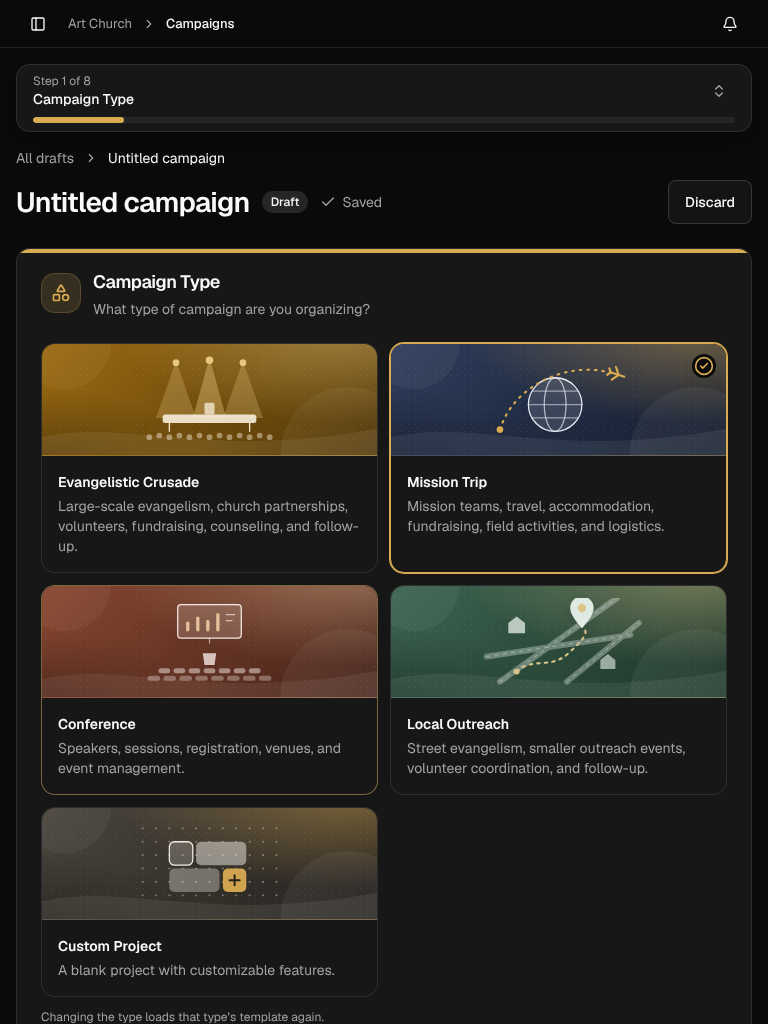 Art Church > Campaigns
Step 1 of 8
Campaign Type
All drafts > Untitled campaign
Untitled campaign Draft Saved Discard
Campaign Type
What type of campaign are you organizing?
Evangelistic Crusade
Large-scale evangelism, church partnerships,
volunteers, fundraising, counseling, and follow-
up.
Mission Trip
Mission teams, travel, accommodation,
fundraising, field activities, and logistics.
Conference
Speakers, sessions, registration, venues, and
event management.
Local Outreach
Street evangelism, smaller outreach events,
volunteer coordination, and follow-up.
Custom Project
A blank project with customizable features.
Changing the type loads that type's template again.